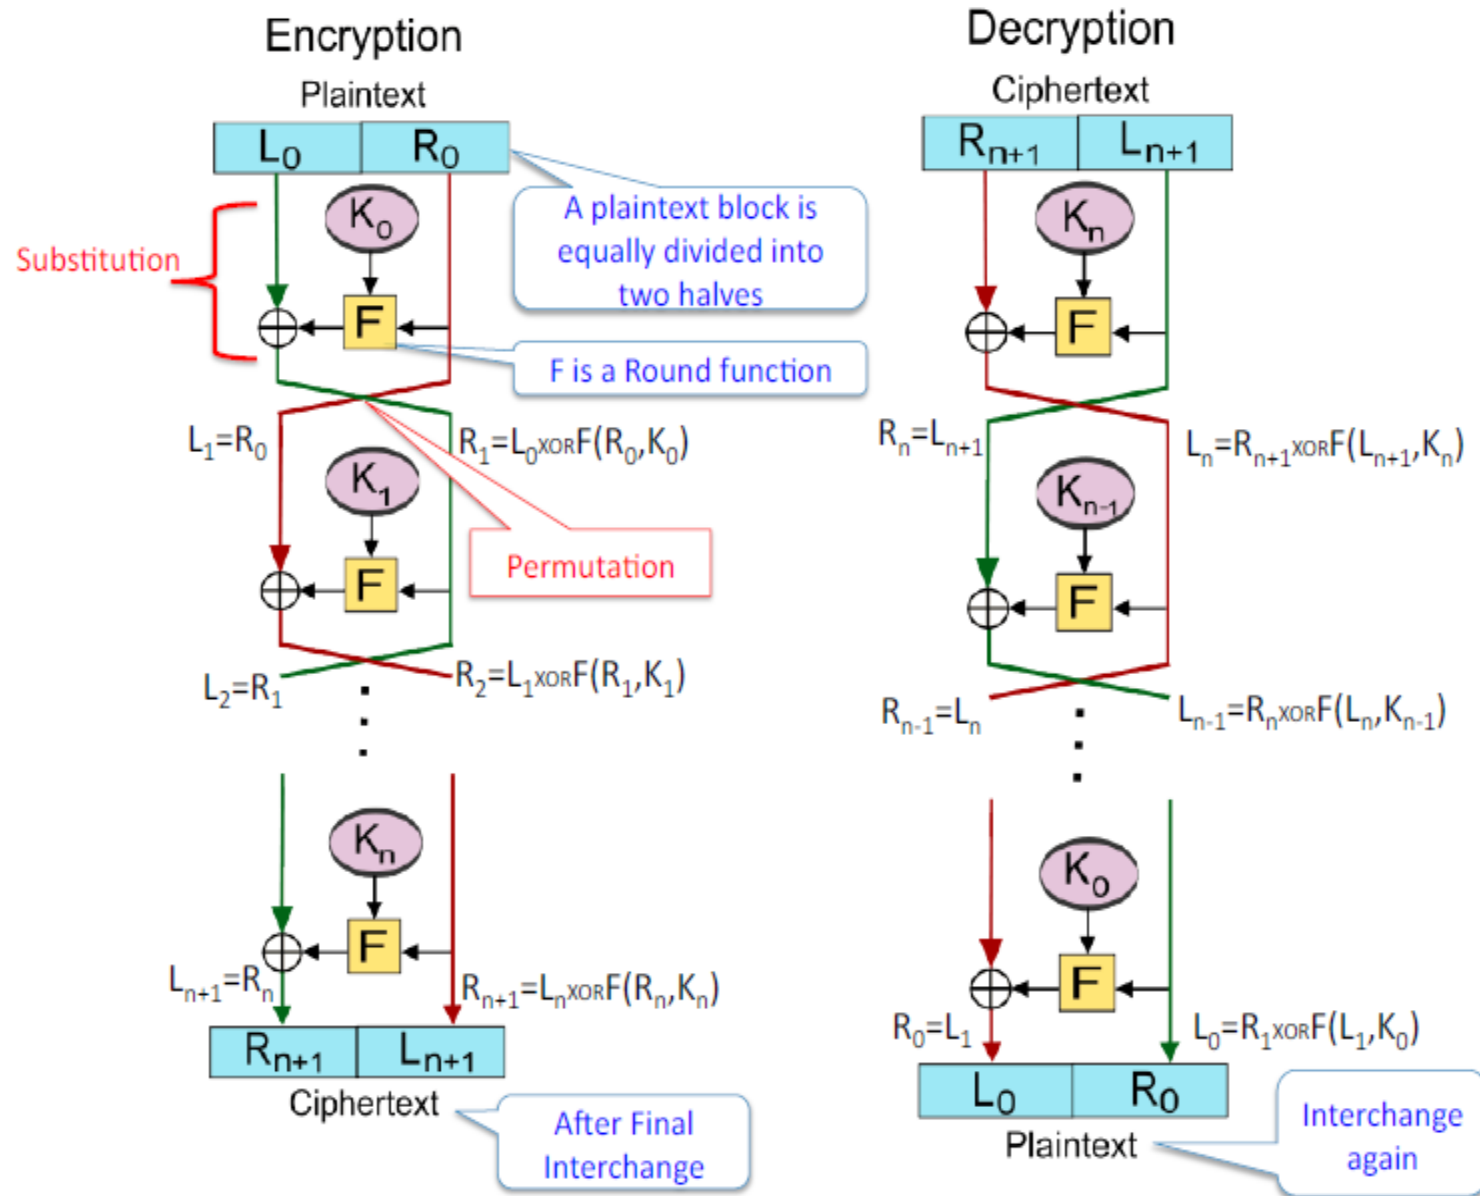 Encryption
Plaintext
L₀ R₀
K₀
A plaintext block is
equally divided into
two halves
Substitution
F
F is a Round function
L₁=R₀
R₁=L₀XORF(R₀,K₀)
K₁
Permutation
F
L₂=R₁
R₂=L₁XORF(R₁,K₁)
Kₙ
F
Lₙ₊₁=Rₙ
Rₙ₊₁=LₙXORF(Rₙ,Kₙ)
Rₙ₊₁ Lₙ₊₁
Ciphertext
After Final
Interchange
Decryption
Ciphertext
Rₙ₊₁ Lₙ₊₁
Kₙ
F
Rₙ=Lₙ₊₁
Lₙ=Rₙ₊₁XORF(Lₙ₊₁,Kₙ)
Kₙ₋₁
F
Rₙ₋₁=Lₙ
Lₙ₋₁=RₙXORF(Lₙ,Kₙ₋₁)
K₀
F
R₀=L₁
L₀=R₁XORF(L₁,K₀)
L₀ R₀
Plaintext
Interchange
again